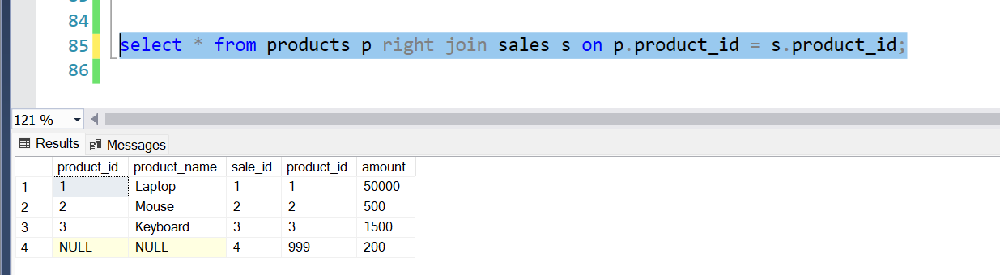 84
85 select * from products p right join sales s on p.product_id = s.product_id;
86
121 %
Results Messages
product_id product_name sale_id product_id amount
1 1 Laptop 1 1 50000
2 2 Mouse 2 2 500
3 3 Keyboard 3 3 1500
4 NULL NULL 4 999 200